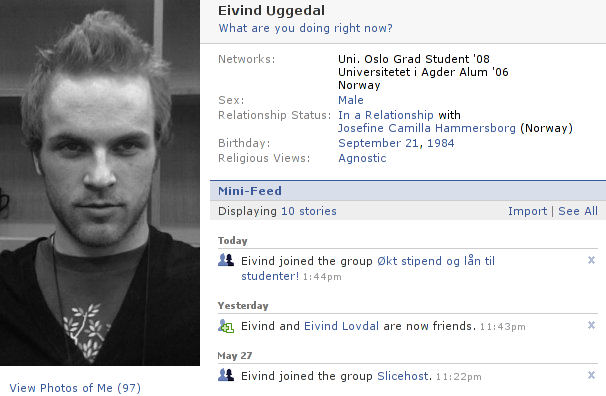 Eivind Uggedal
What are you doing right now?
Networks: Uni. Oslo Grad Student '08
Universitetet i Agder Alum '06
Norway
Sex: Male
Relationship Status: In a Relationship with
Josefine Camilla Hammersborg (Norway)
Birthday: September 21, 1984
Religious Views: Agnostic
Mini-Feed
Displaying 10 stories Import | See All
Today
Eivind joined the group Økt stipend og lån til
studenter! 1:44pm x
Yesterday
Eivind and Eivind Lovdal are now friends. 11:43pm x
May 27
Eivind joined the group Slicehost. 11:22pm x
View Photos of Me (97)